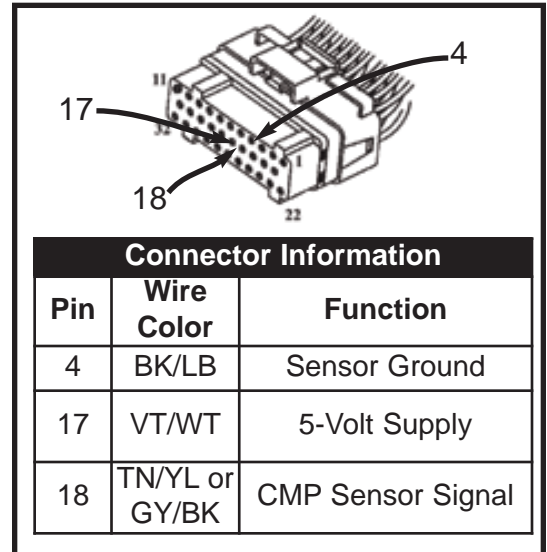 4
11
17
32
1
18
22
Connector Information
Pin Wire Color Function
4 BK/LB Sensor Ground
17 VT/WT 5-Volt Supply
18 TN/YL or GY/BK CMP Sensor Signal